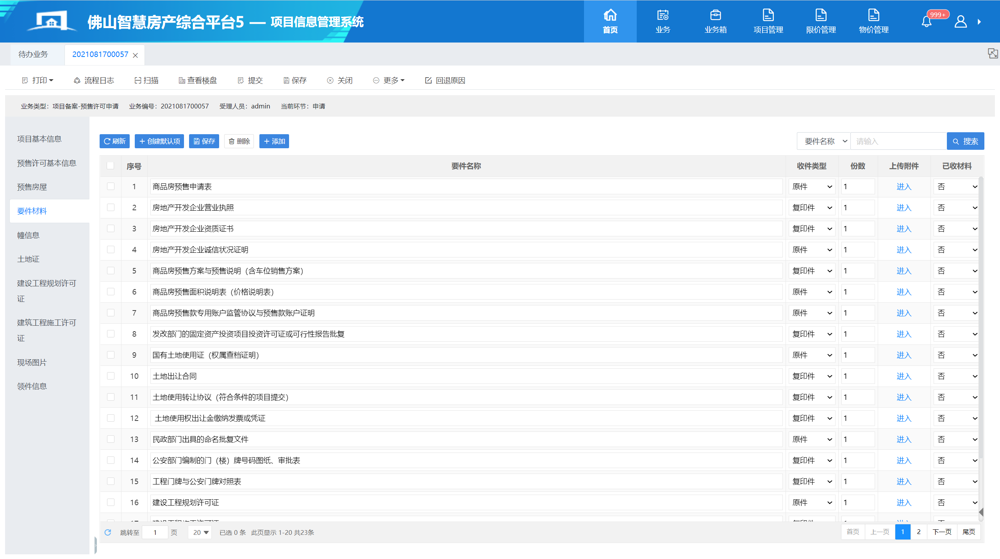 佛山智慧房产综合平台5 — 项目信息管理系统
首页 业务 业务箱 项目管理 限价管理 物价管理 999+
待办业务 2021081700057
打印 流程日志 扫描 查看楼盘 提交 保存 关闭 更多 回退原因
业务类型：项目备案-预售许可申请 业务编号：2021081700057 受理人员：admin 当前环节：申请
项目基本信息
预售许可基本信息
预售房屋
要件材料
幢信息
土地证
建设工程规划许可
证
建筑工程施工许可
证
现场图片
领件信息
刷新 创建默认项 保存 删除 添加 要件名称 请输入 搜索
序号 要件名称 收件类型 份数 上传附件 已收材料
1 商品房预售申请表 原件 1 进入 否
2 房地产开发企业营业执照 复印件 1 进入 否
3 房地产开发企业资质证书 复印件 1 进入 否
4 房地产开发企业诚信状况证明 原件 1 进入 否
5 商品房预售方案与预售说明（含车位销售方案） 复印件 1 进入 否
6 商品房预售面积说明表（价格说明表） 原件 1 进入 否
7 商品房预售款专用账户监管协议与预售款账户证明 原件 1 进入 否
8 发改部门的固定资产投资项目投资许可证或可行性报告批复 复印件 1 进入 否
9 国有土地使用证（权属查档证明） 原件 1 进入 否
10 土地出让合同 复印件 1 进入 否
11 土地使用转让协议（符合条件的项目提交） 复印件 1 进入 否
12 土地使用权出让金缴纳发票或凭证 复印件 1 进入 否
13 民政部门出具的命名批复文件 原件 1 进入 否
14 公安部门编制的门（楼）牌号码图纸、审批表 复印件 1 进入 否
15 工程门牌与公安门牌对照表 复印件 1 进入 否
16 建设工程规划许可证 原件 1 进入 否
跳转至 1 页 20 已选 0 条 此页显示 1-20 共23条 首页 上一页 1 2 下一页 尾页